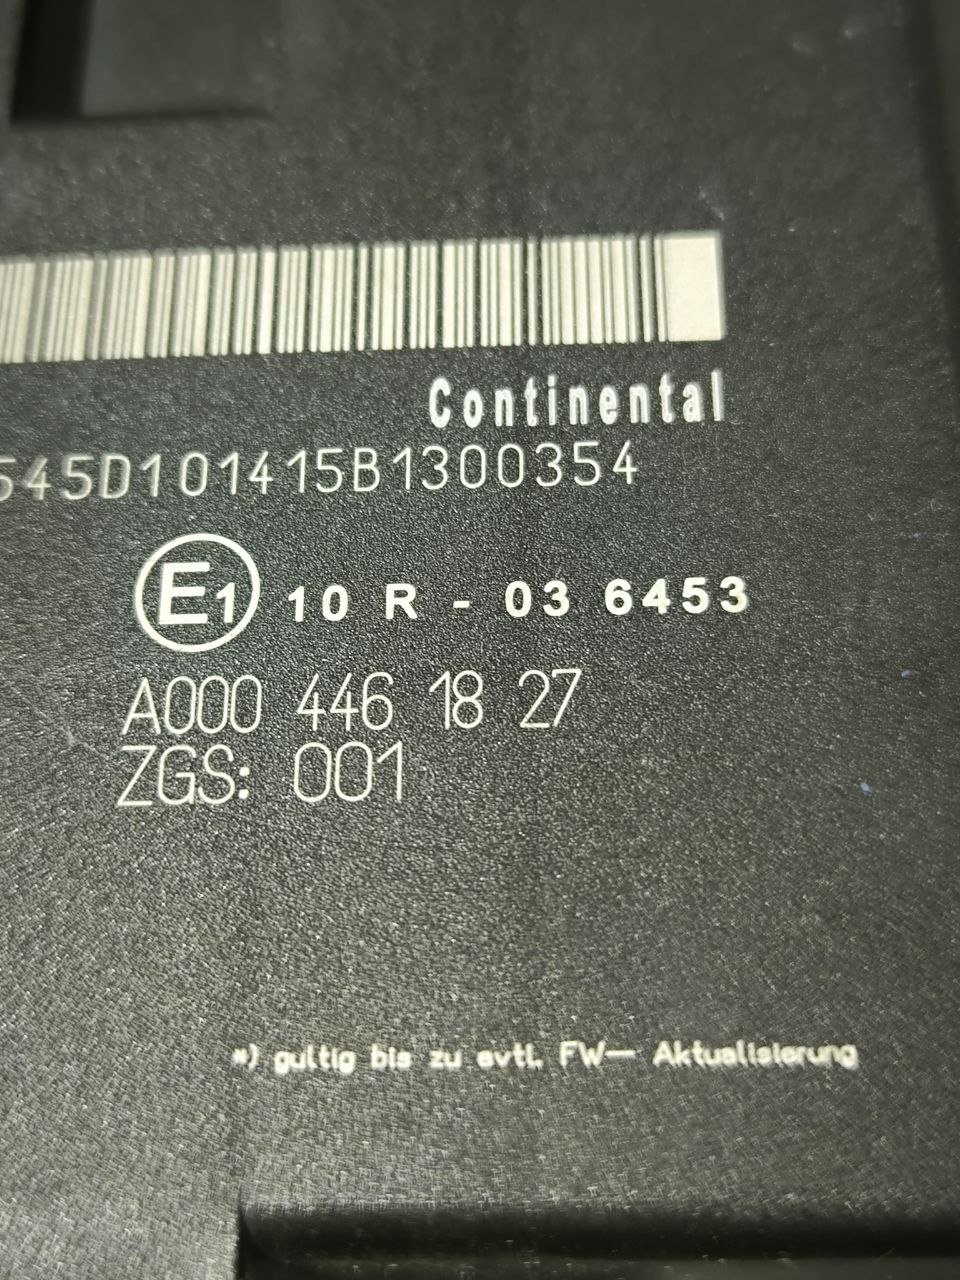 Continental
545D101415B1300354
E1 10 R - 03 6453
A000 446 18 27
ZGS: 001
*) gultig bis zu evtl. FW- Aktualisierung